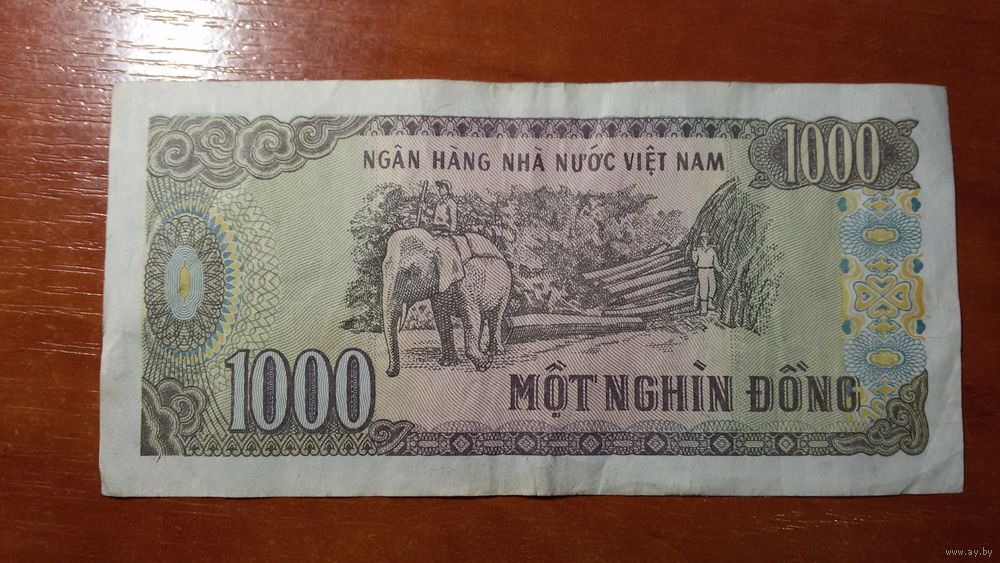 NGÂN HÀNG NHÀ NƯỚC VIỆT NAM
1000
1000
MỘT NGHÌN ĐỒNG
www.ay.by